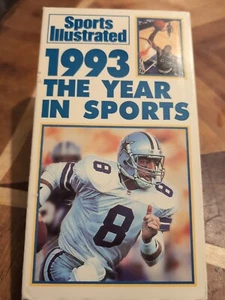 Sports
Illustrated
1993
THE YEAR
IN SPORTS
8
8